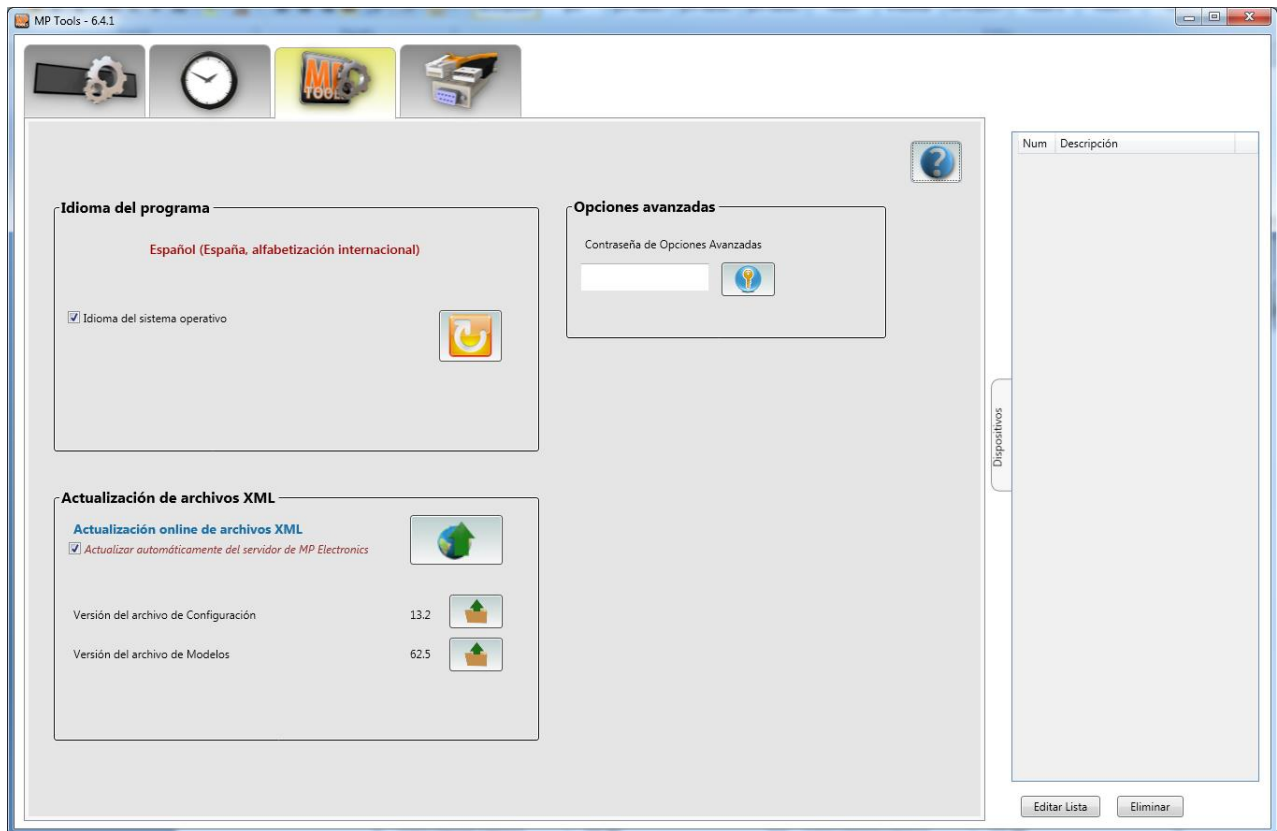 MP Tools - 6.4.1
MP
TOOLS
Num Descripción
Idioma del programa
Español (España, alfabetización internacional)
Idioma del sistema operativo
Opciones avanzadas
Contraseña de Opciones Avanzadas
Dispositivos
Actualización de archivos XML
Actualización online de archivos XML
Actualizar automáticamente del servidor de MP Electronics
Versión del archivo de Configuración 13.2
Versión del archivo de Modelos 62.5
Editar Lista Eliminar